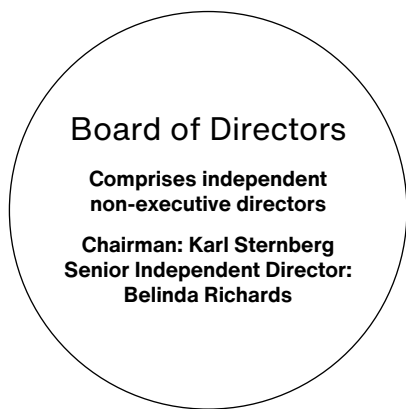 Board of Directors
Comprises independent
non-executive directors
Chairman: Karl Sternberg
Senior Independent Director:
Belinda Richards